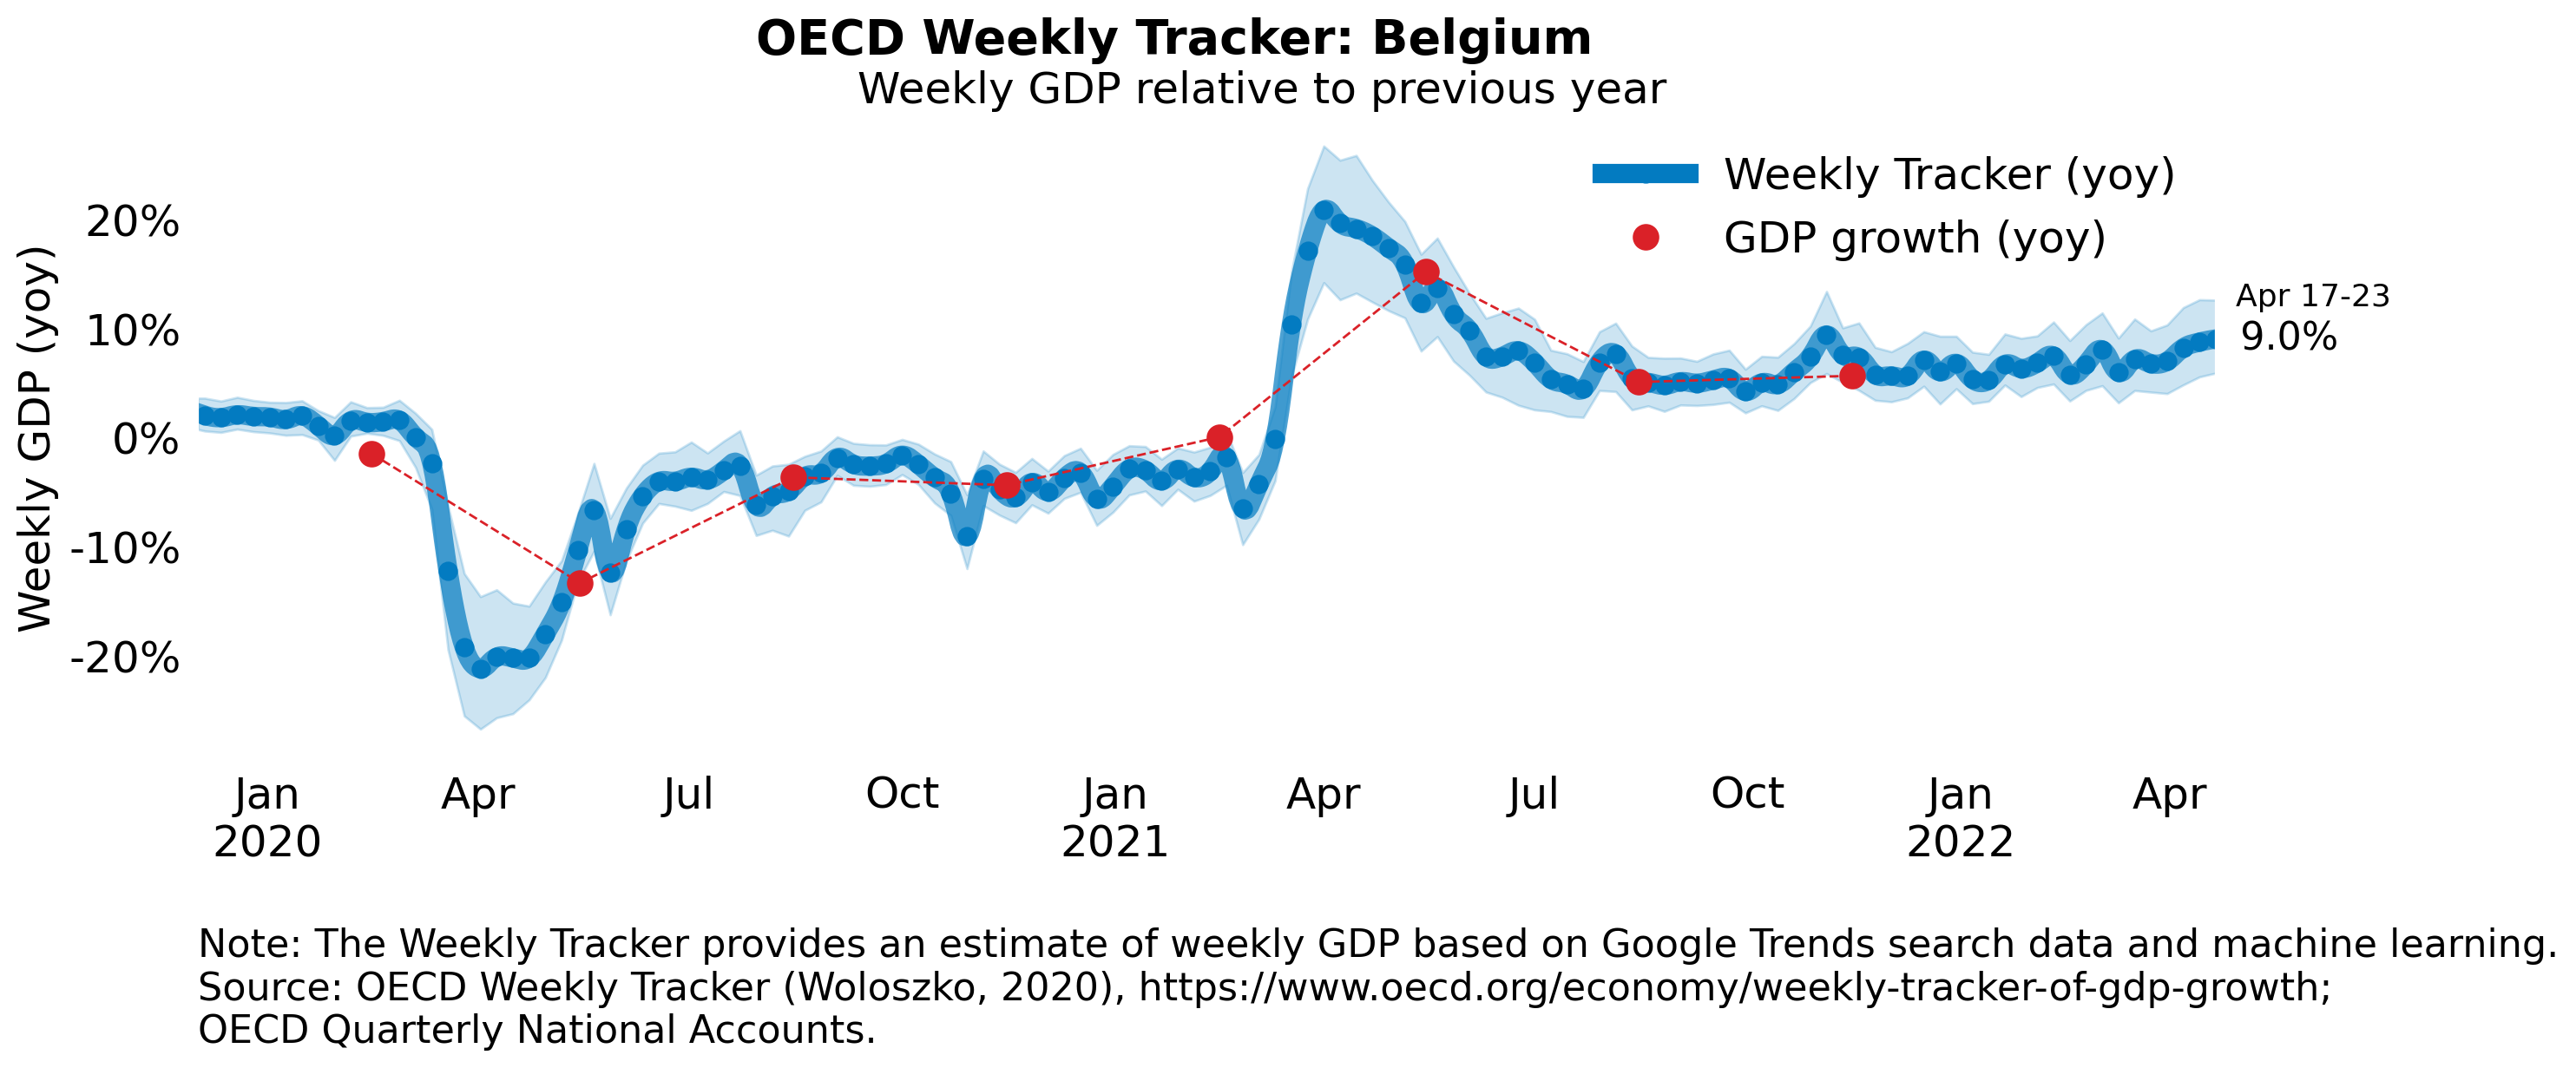 OECD Weekly Tracker: Belgium
Weekly GDP relative to previous year
Weekly Tracker (yoy)
GDP growth (yoy)
Weekly GDP (yoy)
20%
10%
0%
-10%
-20%
Apr 17-23
9.0%
Jan Apr Jul Oct Jan Apr Jul Oct Jan Apr
2020 2021 2022
Note: The Weekly Tracker provides an estimate of weekly GDP based on Google Trends search data and machine learning.
Source: OECD Weekly Tracker (Woloszko, 2020), https://www.oecd.org/economy/weekly-tracker-of-gdp-growth;
OECD Quarterly National Accounts.